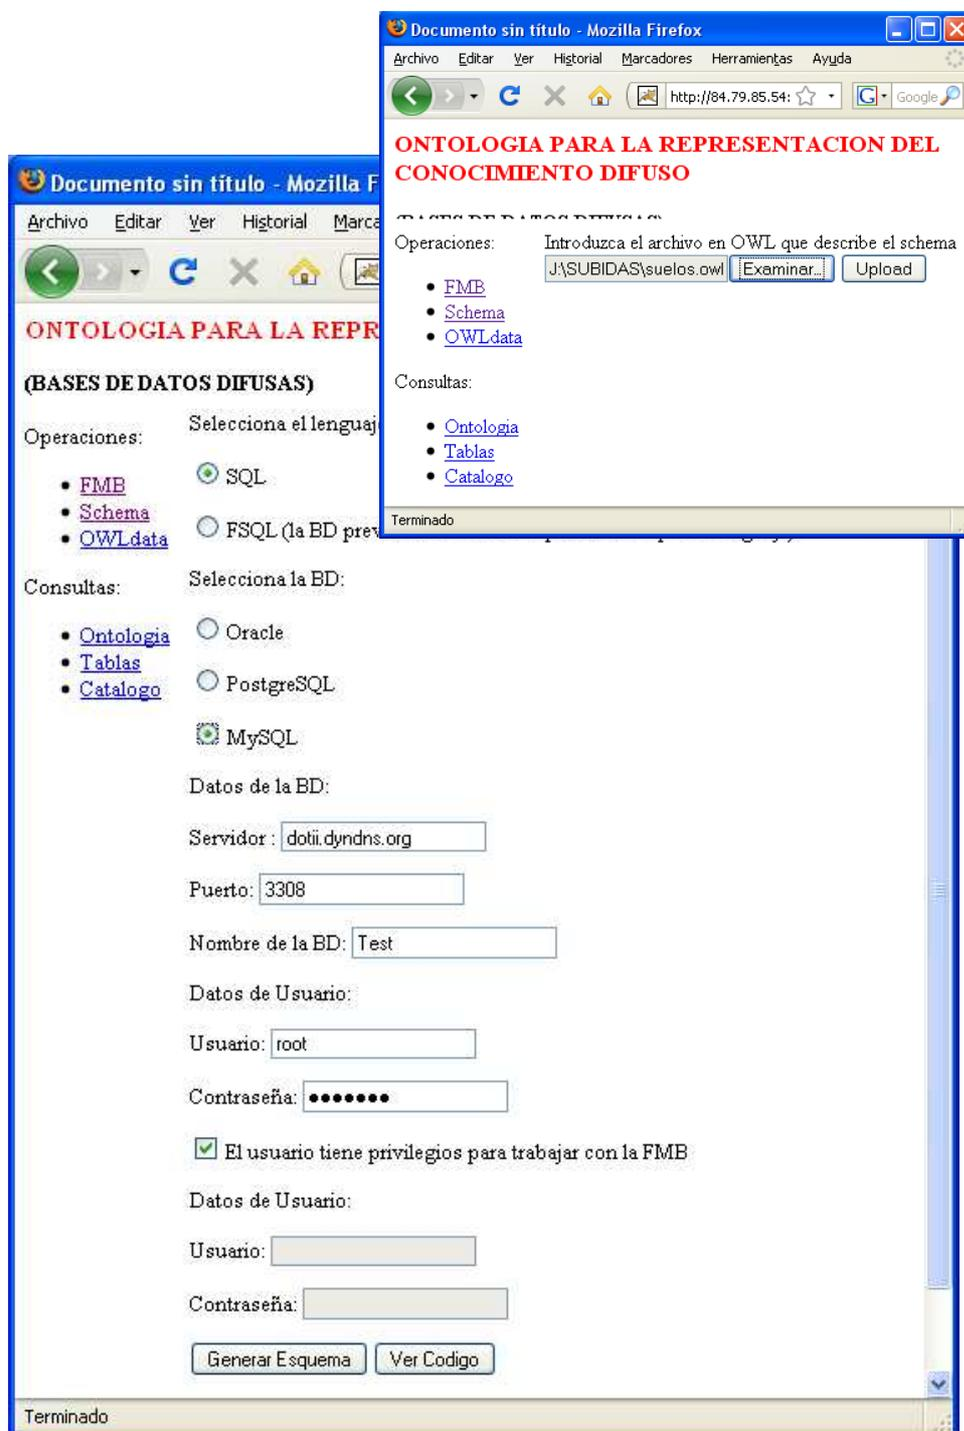 Documento sin título - Mozilla Firefox
Archivo Editar Ver Historial Marcadores Herramientas Ayuda
http://84.79.85.54: G Google
ONTOLOGIA PARA LA REPRESENTACION DEL
CONOCIMIENTO DIFUSO
(BASES DE DATOS DIFUSAS)
Operaciones:
Introduzca el archivo en OWL que describe el schema
J:\SUBIDAS\suelos.owl Examinar... Upload
FMB
Schema
OWLdata
Consultas:
Ontologia
Tablas
Catalogo
Terminado
Documento sin título - Moz
Archivo Editar Ver Historial Marca
ONTOLOGIA PARA LA REPR
(BASES DE DATOS DIFUSAS)
Operaciones:
FMB
Schema
OWLdata
Consultas:
Ontologia
Tablas
Catalogo
Selecciona el lenguaj
SQL
FSQL (la BD prev
Selecciona la BD:
Oracle
PostgreSQL
MySQL
Datos de la BD:
Servidor : dotii.dyndns.org
Puerto: 3308
Nombre de la BD: Test
Datos de Usuario:
Usuario: root
Contraseña: •••••••
El usuario tiene privilegios para trabajar con la FMB
Datos de Usuario:
Usuario:
Contraseña:
Generar Esquema Ver Codigo
Terminado